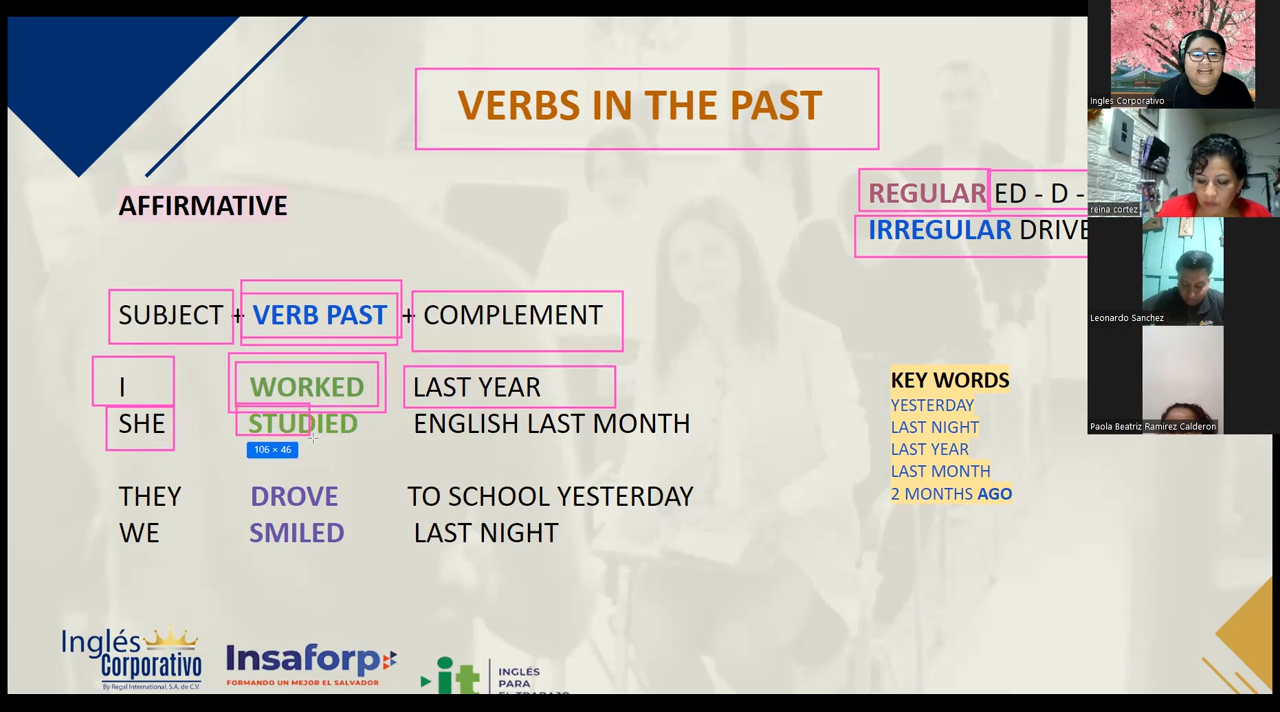 VERBS IN THE PAST
AFFIRMATIVE
REGULAR ED - D -
IRREGULAR DRIVE
SUBJECT + VERB PAST + COMPLEMENT
I WORKED LAST YEAR
SHE STUDIED ENGLISH LAST MONTH
106 × 46
THEY DROVE TO SCHOOL YESTERDAY
WE SMILED LAST NIGHT
KEY WORDS
YESTERDAY
LAST NIGHT
LAST YEAR
LAST MONTH
2 MONTHS AGO
Ingles Corporativo
reina cortez
Leonardo Sanchez
Paola Beatriz Ramirez Calderon
Inglés
Corporativo
By Regal International, S.A. de C.V.
Insaforp
FORMANDO UN MEJOR EL SALVADOR
it
INGLÉS
PARA